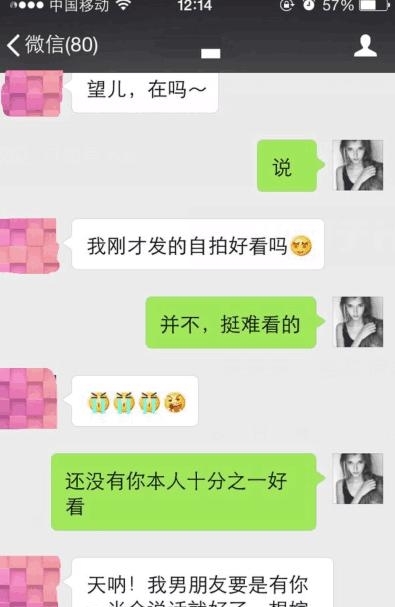 中国移动
12:14
57%
微信(80)
望儿，在吗～
说
我刚才发的自拍好看吗
并不，挺难看的
还没有你本人十分之一好
看
天呐！我男朋友要是有你